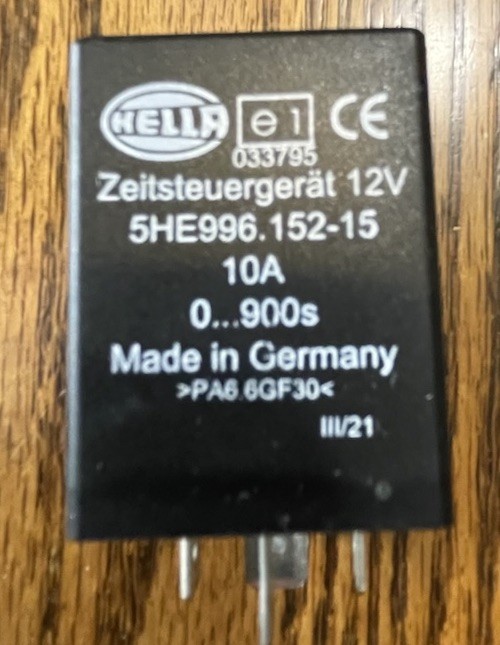 HELLA e1 CE
033795
Zeitsteuergerät 12V
5HE996.152-15
10A
0...900s
Made in Germany
>PA6.6GF30<
III/21